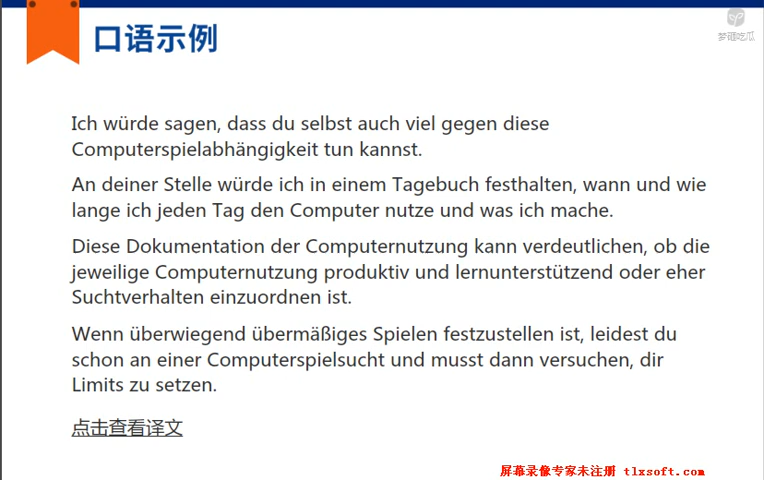 口语示例
梦砸吃瓜
Ich würde sagen, dass du selbst auch viel gegen diese
Computerspielabhängigkeit tun kannst.
An deiner Stelle würde ich in einem Tagebuch festhalten, wann und wie
lange ich jeden Tag den Computer nutze und was ich mache.
Diese Dokumentation der Computernutzung kann verdeutlichen, ob die
jeweilige Computernutzung produktiv und lernunterstützend oder eher
Suchtverhalten einzuordnen ist.
Wenn überwiegend übermäßiges Spielen festzustellen ist, leidest du
schon an einer Computerspielsucht und musst dann versuchen, dir
Limits zu setzen.
点击查看译文
屏幕录像专家未注册 tlxsoft.com